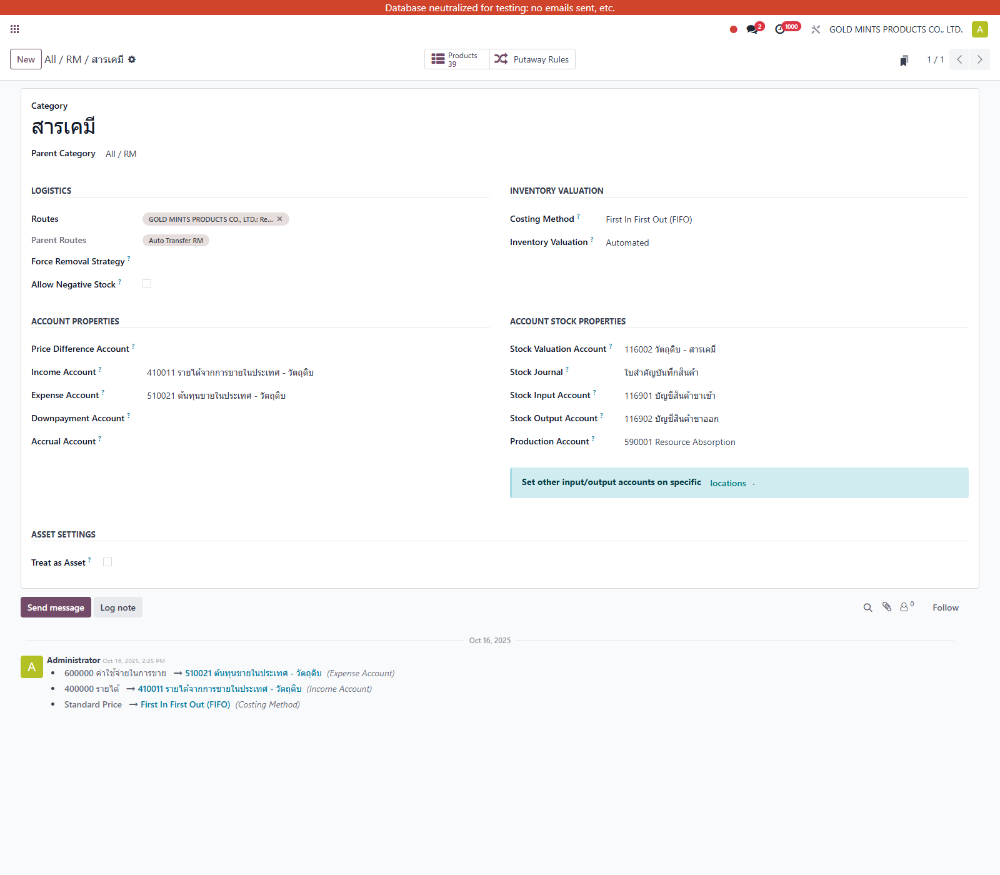 Database neutralized for testing: no emails sent, etc.
2
1000
GOLD MINTS PRODUCTS CO., LTD.
A
New
All / RM / สารเคมี
Products
39
Putaway Rules
1 / 1
Category
สารเคมี
Parent Category All / RM
LOGISTICS
Routes GOLD MINTS PRODUCTS CO., LTD.: Re...
Parent Routes Auto Transfer RM
Force Removal Strategy ?
Allow Negative Stock ?
INVENTORY VALUATION
Costing Method ? First In First Out (FIFO)
Inventory Valuation ? Automated
ACCOUNT PROPERTIES
Price Difference Account ?
Income Account ? 410011 รายได้จากการขายในประเทศ - วัตถุดิบ
Expense Account ? 510021 ต้นทุนขายในประเทศ - วัตถุดิบ
Downpayment Account ?
Accrual Account ?
ACCOUNT STOCK PROPERTIES
Stock Valuation Account ? 116002 วัตถุดิบ - สารเคมี
Stock Journal ? ใบสำคัญบันทึกสินค้า
Stock Input Account ? 116901 บัญชีสินค้าขาเข้า
Stock Output Account ? 116902 บัญชีสินค้าขาออก
Production Account ? 590001 Resource Absorption
Set other input/output accounts on specific locations .
ASSET SETTINGS
Treat as Asset ?
Send message
Log note
0
Follow
Oct 16, 2025
A
Administrator Oct 16, 2025, 2:25 PM
• 600000 ค่าใช้จ่ายในการขาย → 510021 ต้นทุนขายในประเทศ - วัตถุดิบ (Expense Account)
• 400000 รายได้ → 410011 รายได้จากการขายในประเทศ - วัตถุดิบ (Income Account)
• Standard Price → First In First Out (FIFO) (Costing Method)